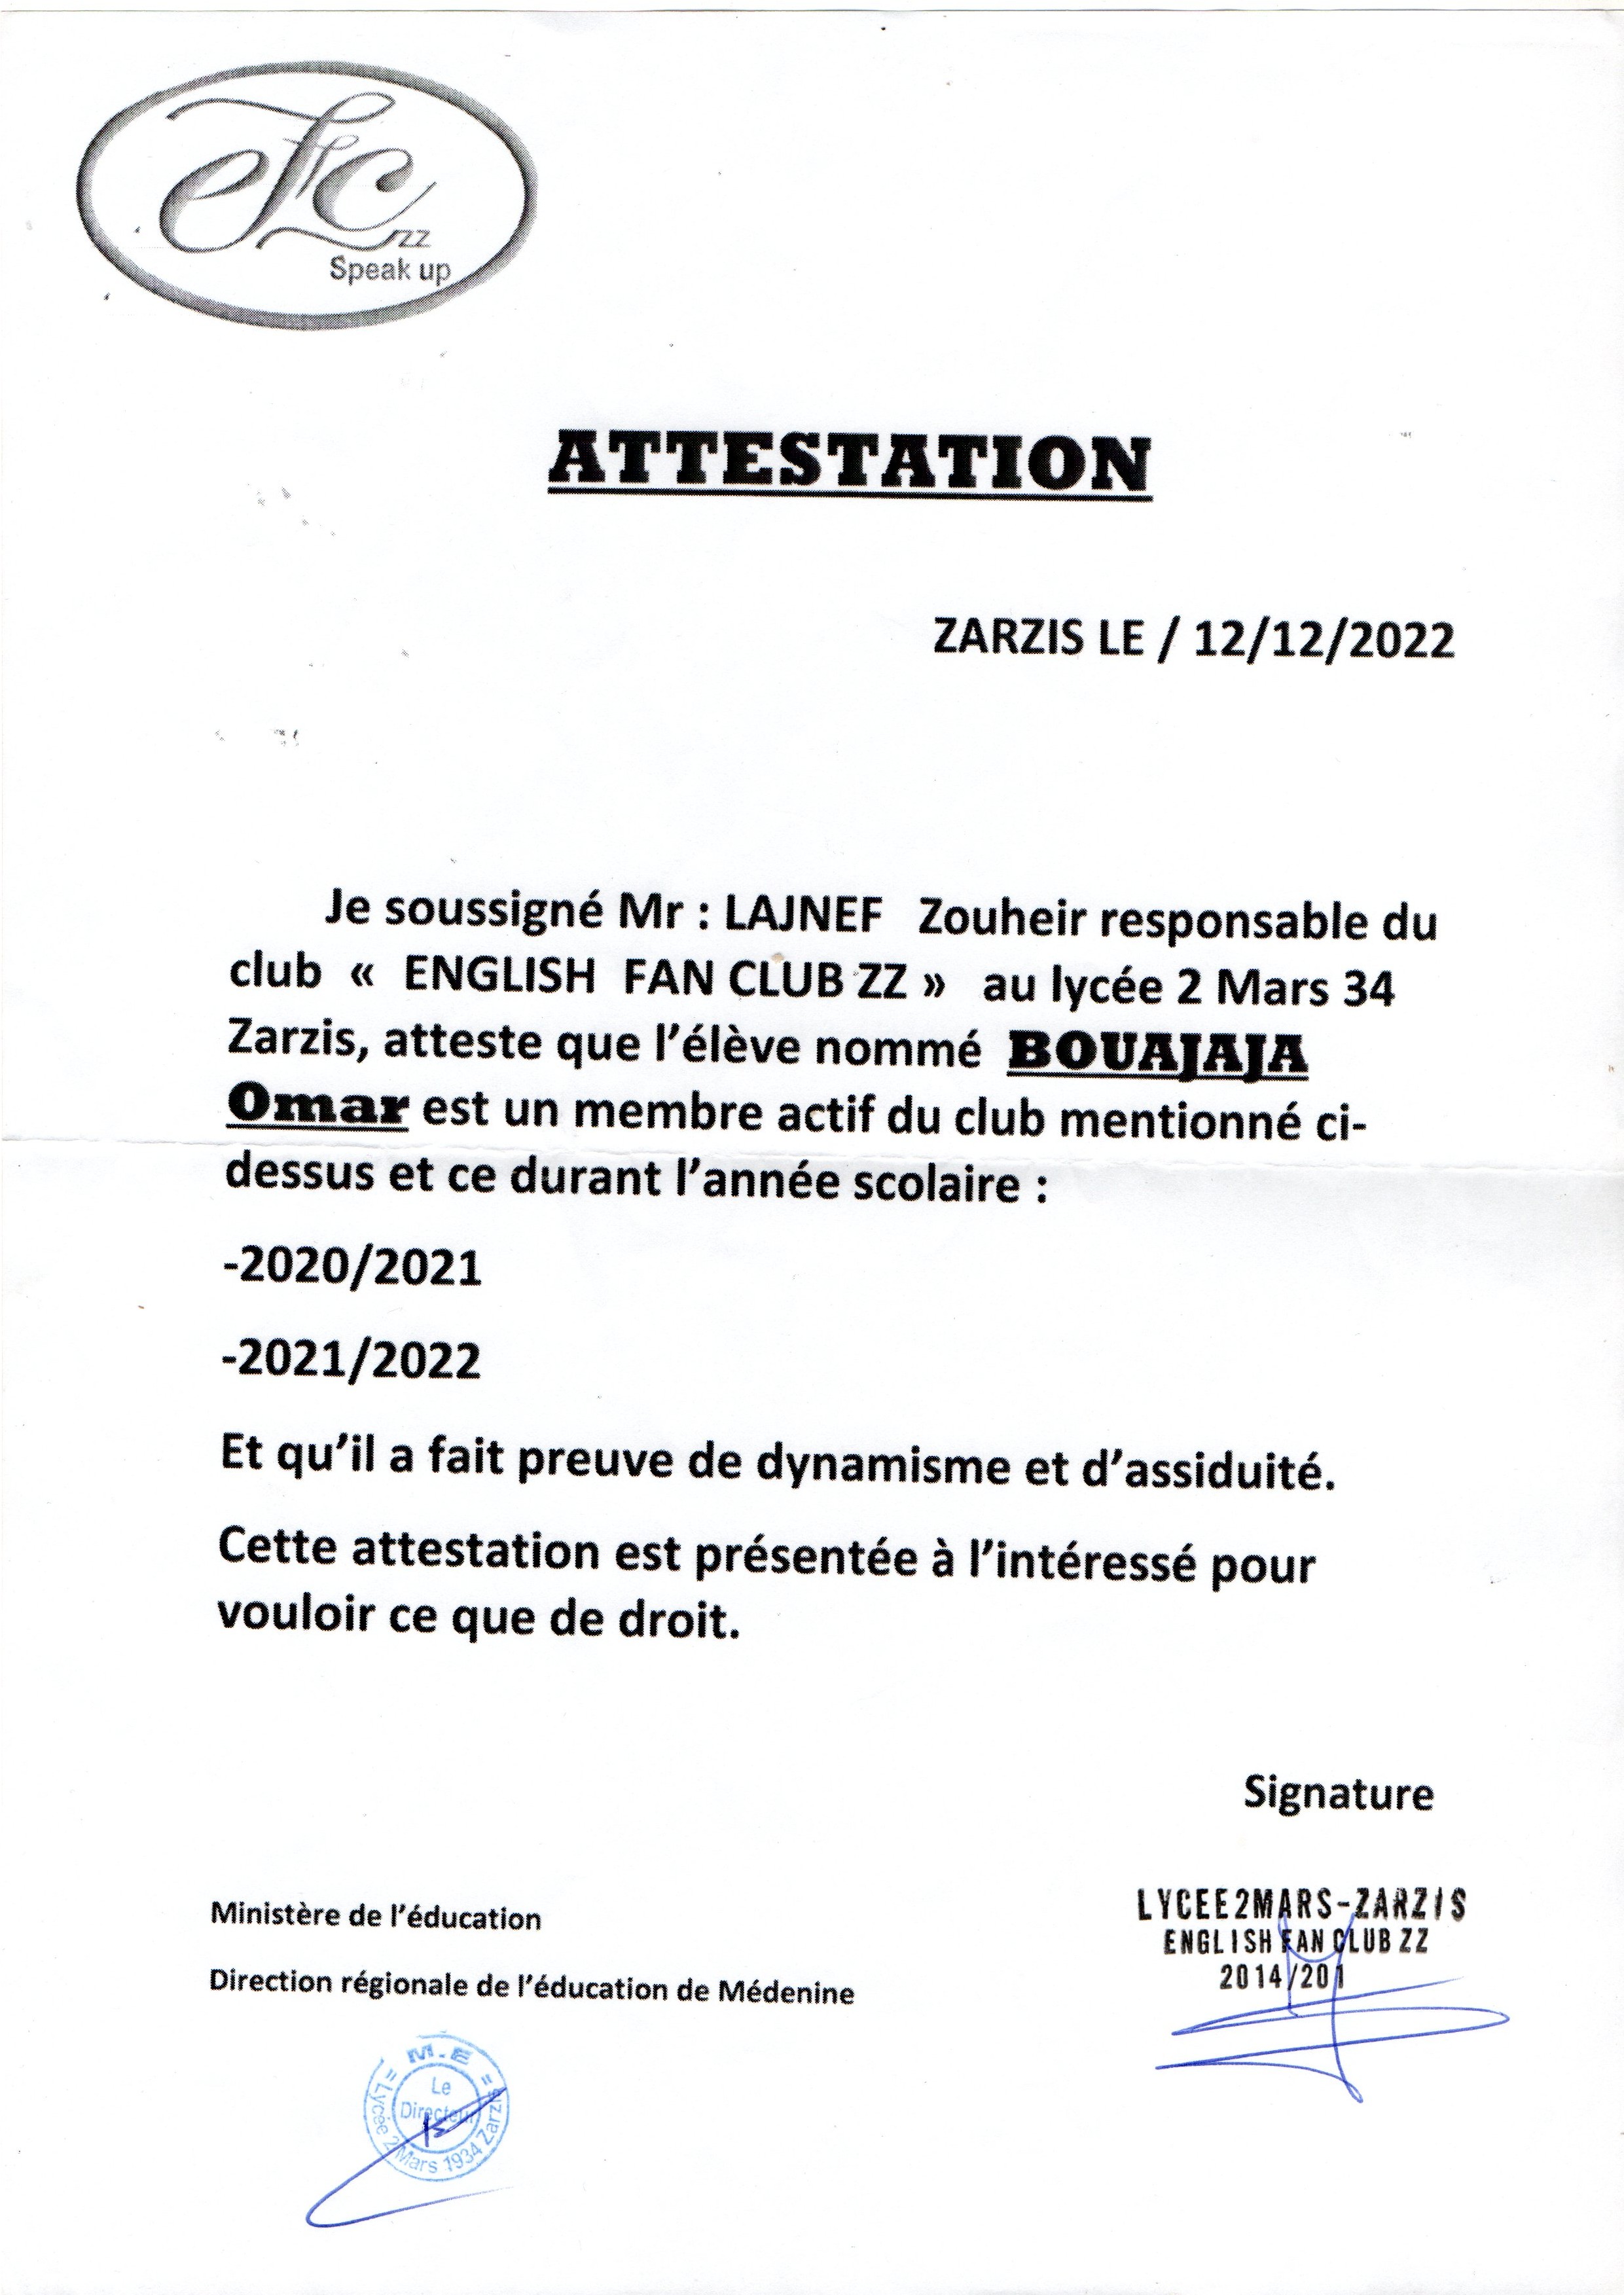 efc zz
Speak up
ATTESTATION
ZARZIS LE / 12/12/2022
Je soussigné Mr : LAJNEF Zouheir responsable du
club « ENGLISH FAN CLUB ZZ » au lycée 2 Mars 34
Zarzis, atteste que l’élève nommé BOUAJAJA
Omar est un membre actif du club mentionné ci-
dessus et ce durant l’année scolaire :
-2020/2021
-2021/2022
Et qu’il a fait preuve de dynamisme et d’assiduité.
Cette attestation est présentée à l’intéressé pour
vouloir ce que de droit.
Signature
LYCEE2MARS-ZARZIS
ENGLISH FAN CLUB ZZ
2014/201
Ministère de l’éducation
Direction régionale de l’éducation de Médenine
M.E
Le
Directeur
= Lycée 2 Mars 1934 Zarzis =